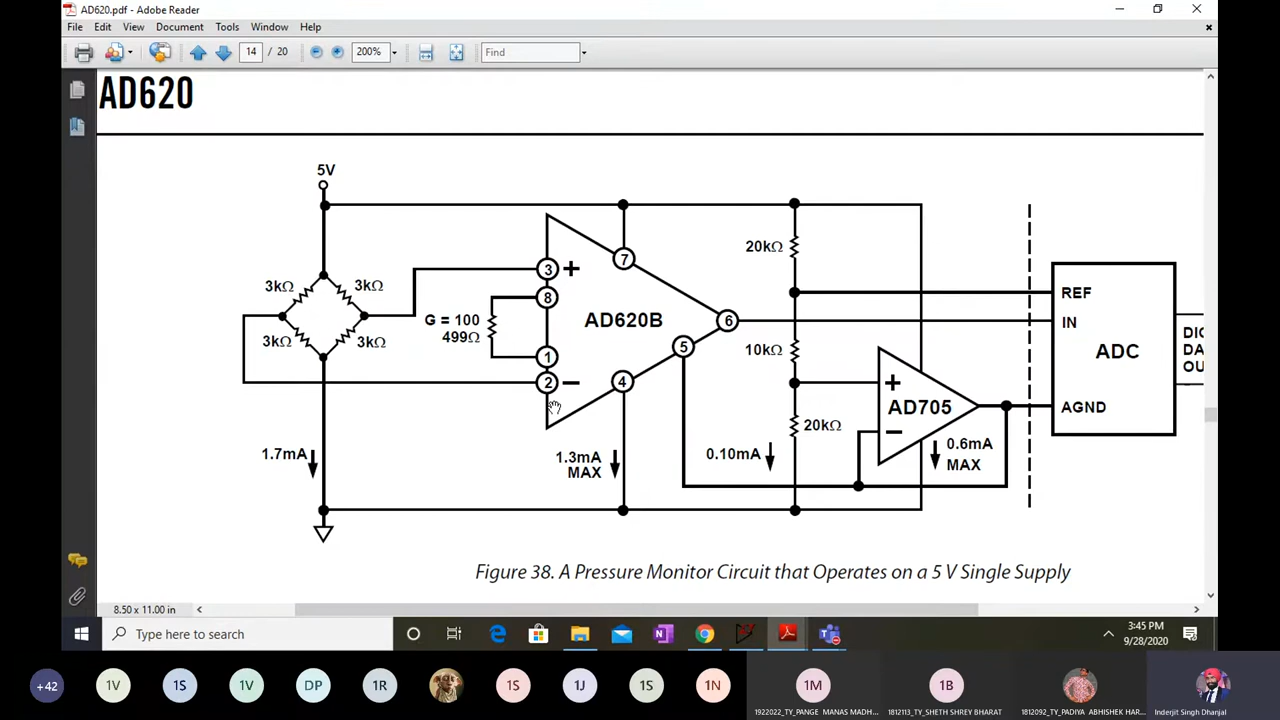 AD620.pdf - Adobe Reader
File Edit View Document Tools Window Help
14 / 20 200% Find
AD620
5V
3kΩ 3kΩ
3kΩ 3kΩ
1.7mA
G = 100
499Ω
3 +
8
1
2 −
7
AD620B
6
5
4
1.3mA
MAX
20kΩ
10kΩ
20kΩ
0.10mA
+
AD705
−
0.6mA
MAX
REF
IN
ADC
AGND
DIG
DA
OU
Figure 38. A Pressure Monitor Circuit that Operates on a 5 V Single Supply
8.50 x 11.00 in
Type here to search
3:45 PM
9/28/2020
+42 1V 1S 1V DP 1R 1S 1J 1S 1N 1M 1B
1922022_TY_PANGE MANAS MADH... 1812113_TY_SHETH SHREY BHARAT 1812092_TY_PADIYA ABHISHEK HAR... Inderjit Singh Dhanjal